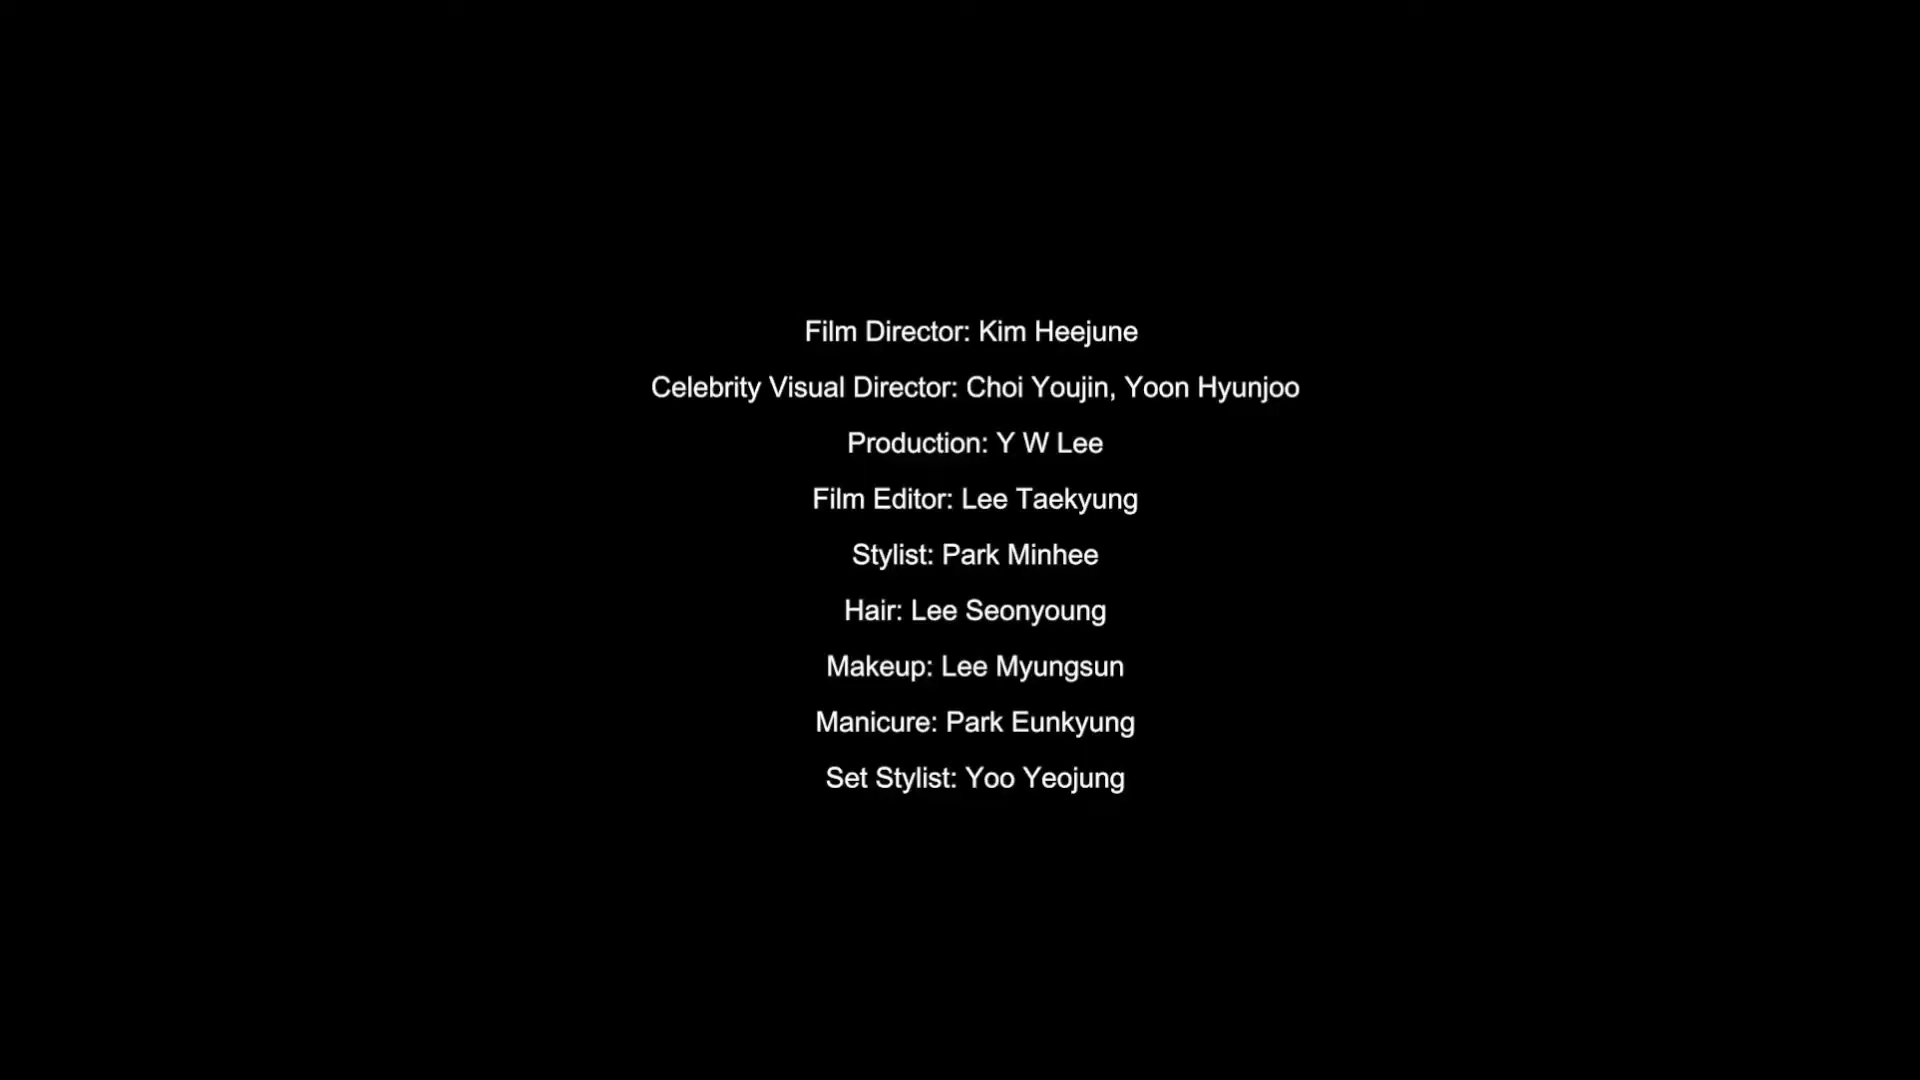 Film Director: Kim Heejune
Celebrity Visual Director: Choi Youjin, Yoon Hyunjoo
Production: Y W Lee
Film Editor: Lee Taekyung
Stylist: Park Minhee
Hair: Lee Seonyoung
Makeup: Lee Myungsun
Manicure: Park Eunkyung
Set Stylist: Yoo Yeojung